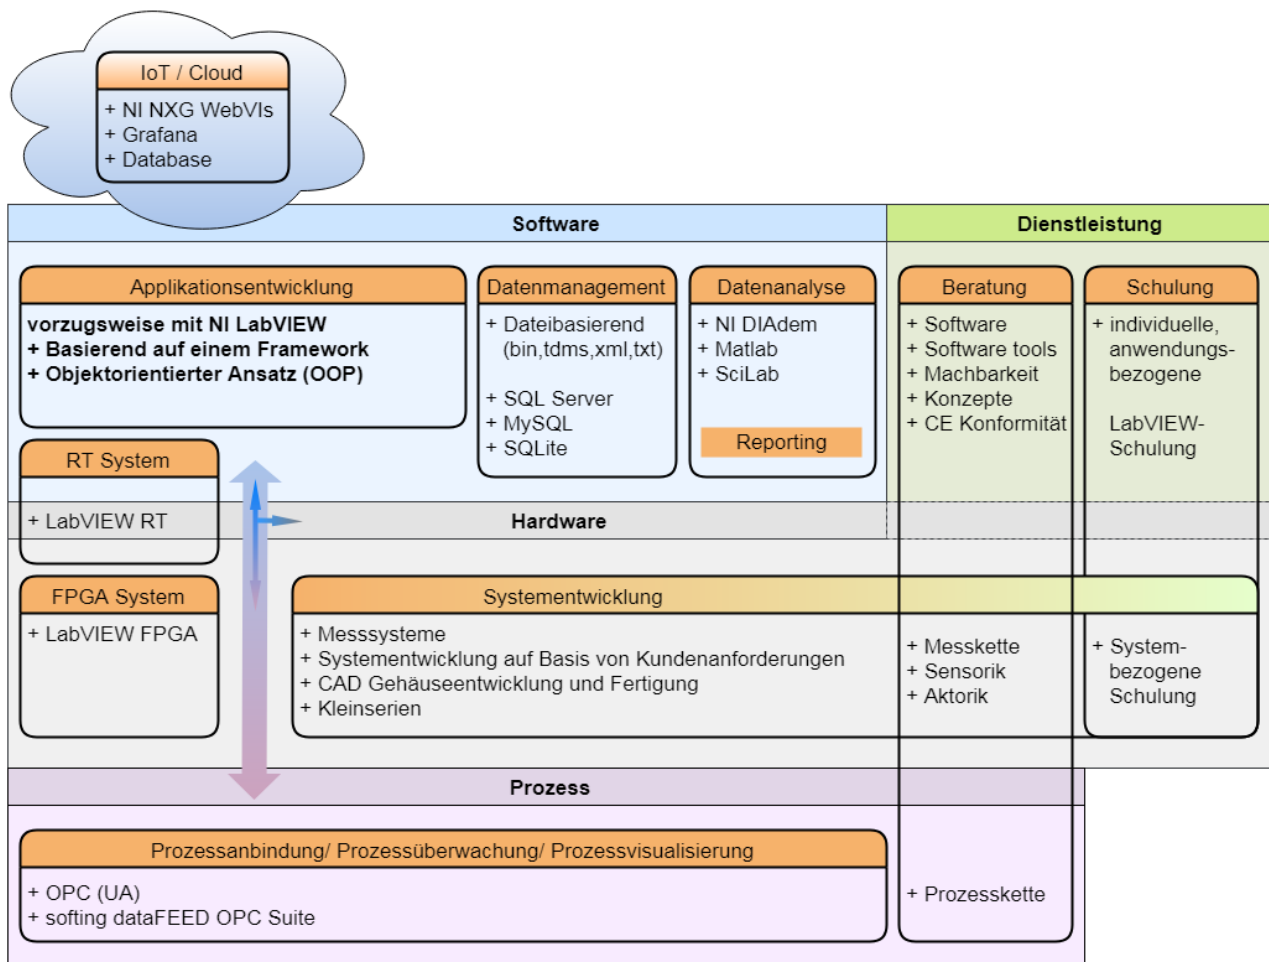 IoT / Cloud
+ NI NXG WebVIs
+ Grafana
+ Database
Software
Dienstleistung
Applikationsentwicklung
vorzugsweise mit NI LabVIEW
+ Basierend auf einem Framework
+ Objektorientierter Ansatz (OOP)
Datenmanagement
+ Dateibasierend
(bin,tdms,xml,txt)
+ SQL Server
+ MySQL
+ SQLite
Datenanalyse
+ NI DIAdem
+ Matlab
+ SciLab
Reporting
Beratung
+ Software
+ Software tools
+ Machbarkeit
+ Konzepte
+ CE Konformität
Schulung
+ individuelle,
anwendungs-
bezogene
LabVIEW-
Schulung
RT System
+ LabVIEW RT
Hardware
FPGA System
+ LabVIEW FPGA
Systementwicklung
+ Messsysteme
+ Systementwicklung auf Basis von Kundenanforderungen
+ CAD Gehäuseentwicklung und Fertigung
+ Kleinserien
+ Messkette
+ Sensorik
+ Aktorik
+ System-
bezogene
Schulung
Prozess
Prozessanbindung/ Prozessüberwachung/ Prozessvisualisierung
+ OPC (UA)
+ softing dataFEED OPC Suite
+ Prozesskette